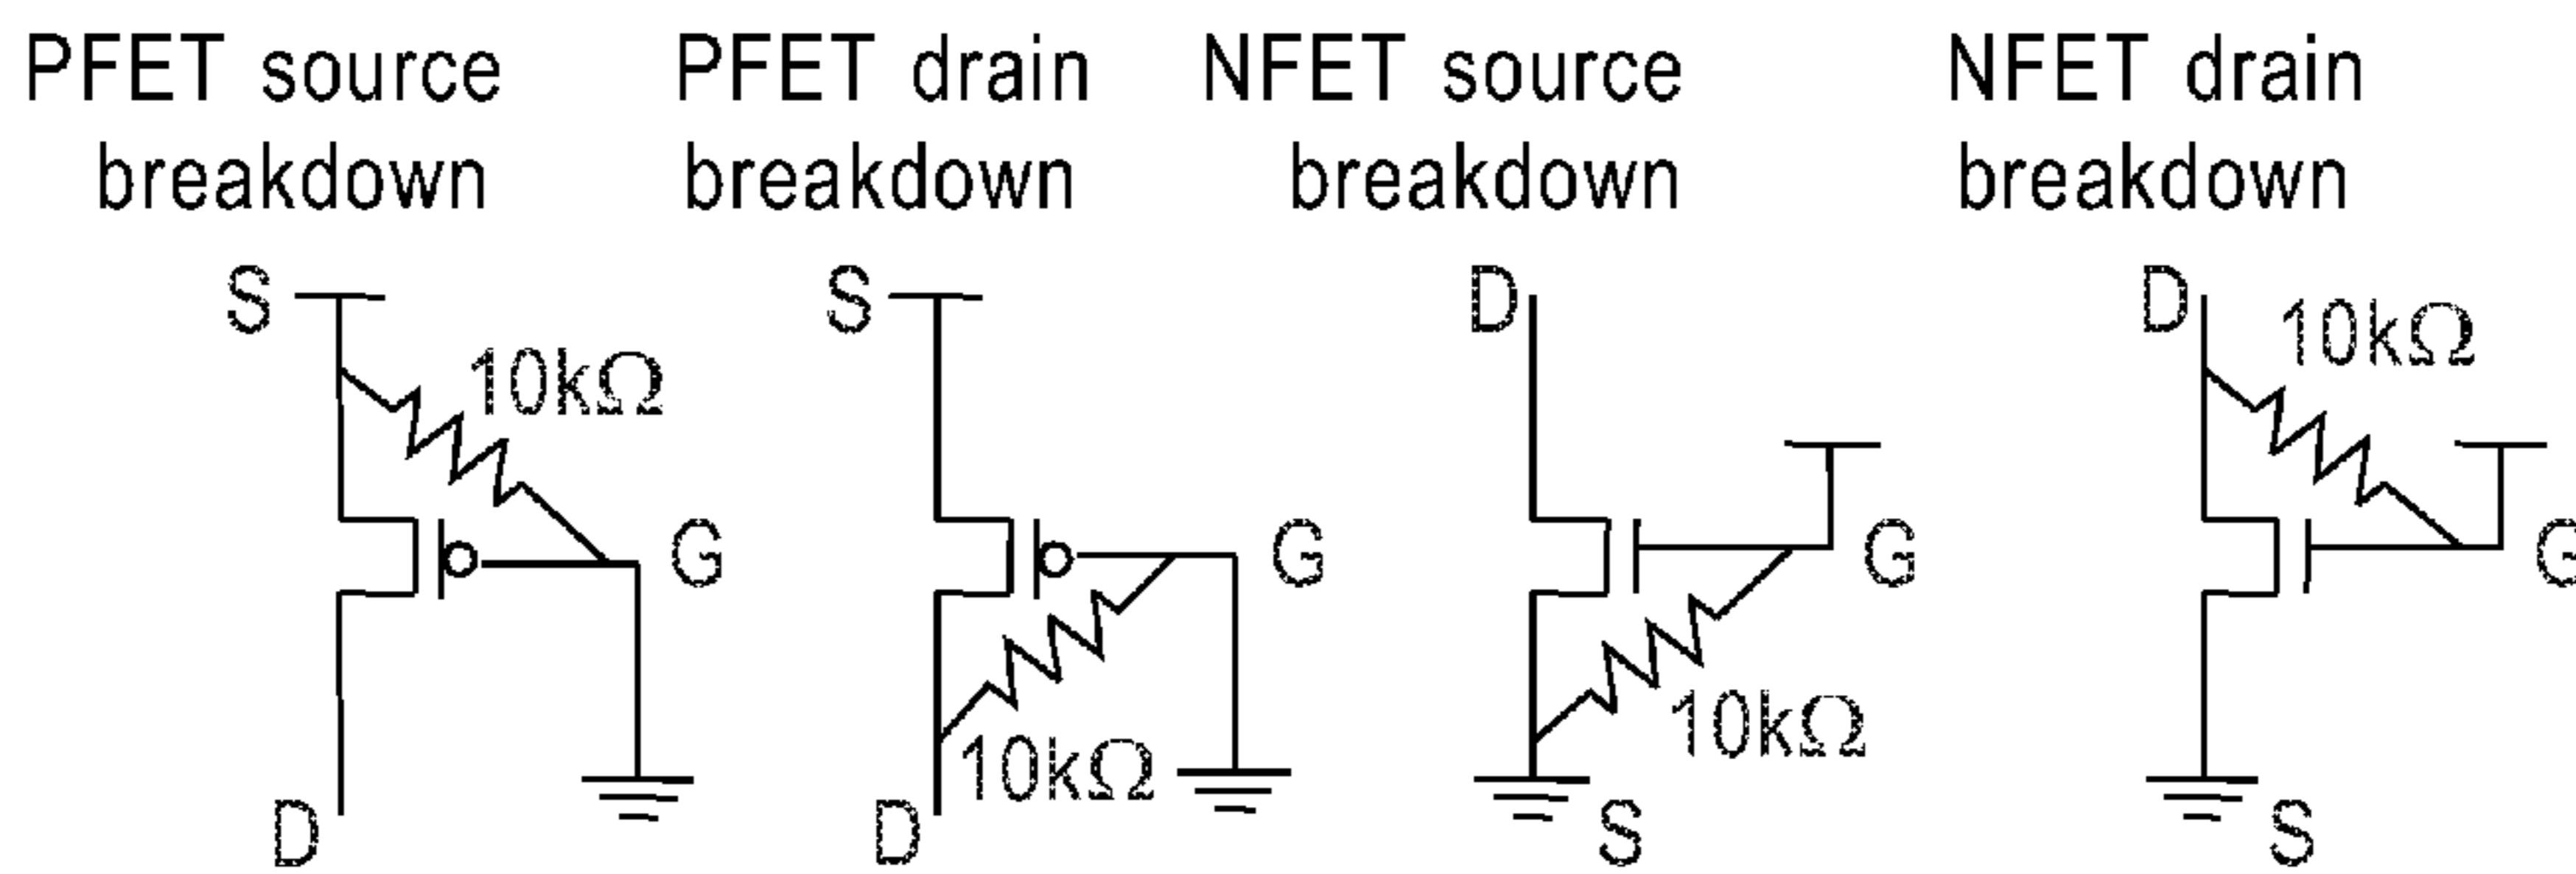 PFET source
breakdown
PFET drain
breakdown
NFET source
breakdown
NFET drain
breakdown
S
10kΩ
G
D
S
G
10kΩ
D
D
G
10kΩ
S
D
10kΩ
G
S